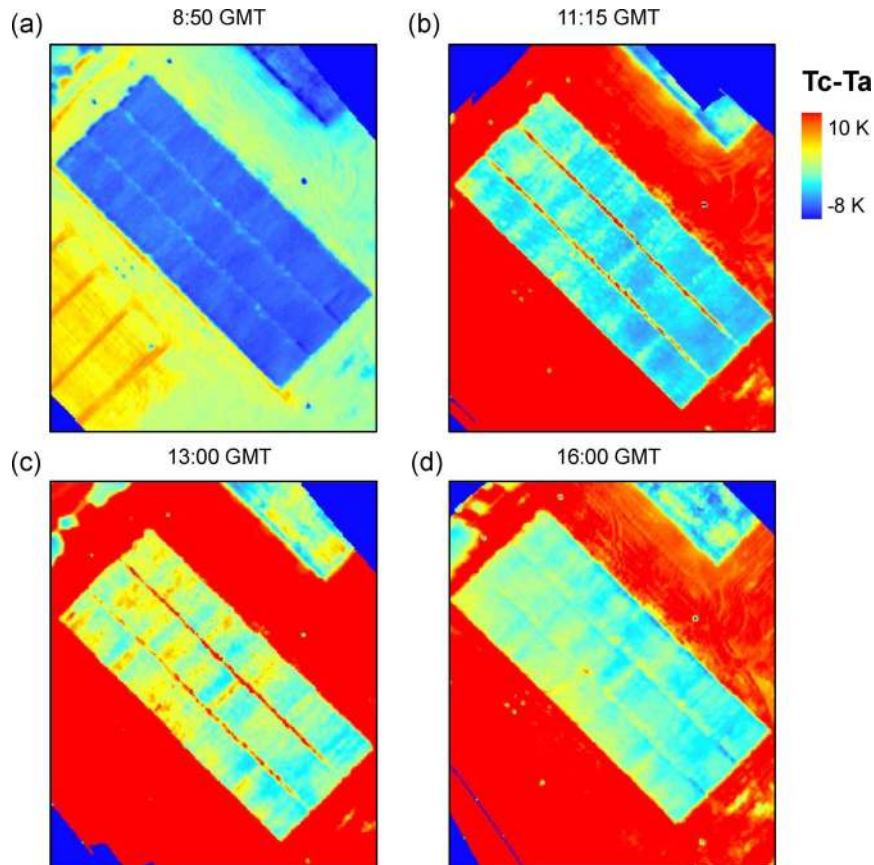 (a)
8:50 GMT
(b)
11:15 GMT
Tc-Ta
10 K
-8 K
(c)
13:00 GMT
(d)
16:00 GMT